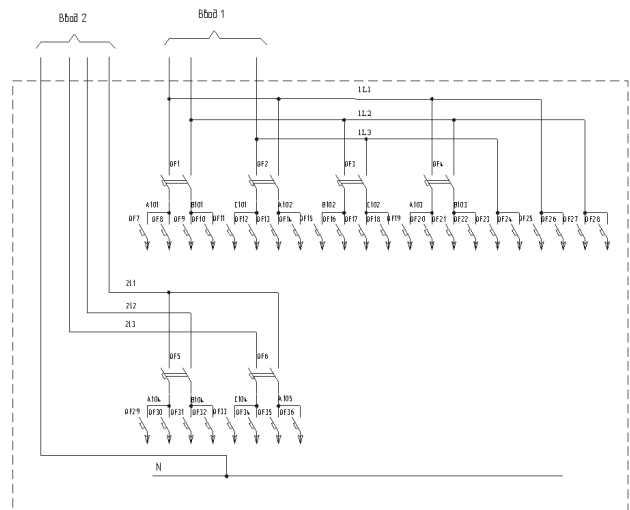 Ввод 2
Ввод 1
1L1
1L2
1L3
QF1
QF2
QF3
QF4
A101
B101
C101
A102
B102
C102
A103
B103
QF7
QF8
QF9
QF10
QF11
QF12
QF13
QF14
QF15
QF16
QF17
QF18
QF19
QF20
QF21
QF22
QF23
QF24
QF25
QF26
QF27
QF28
2L1
2L2
2L3
QF5
QF6
A104
B104
C104
A105
QF29
QF30
QF31
QF32
QF33
QF34
QF35
QF36
N